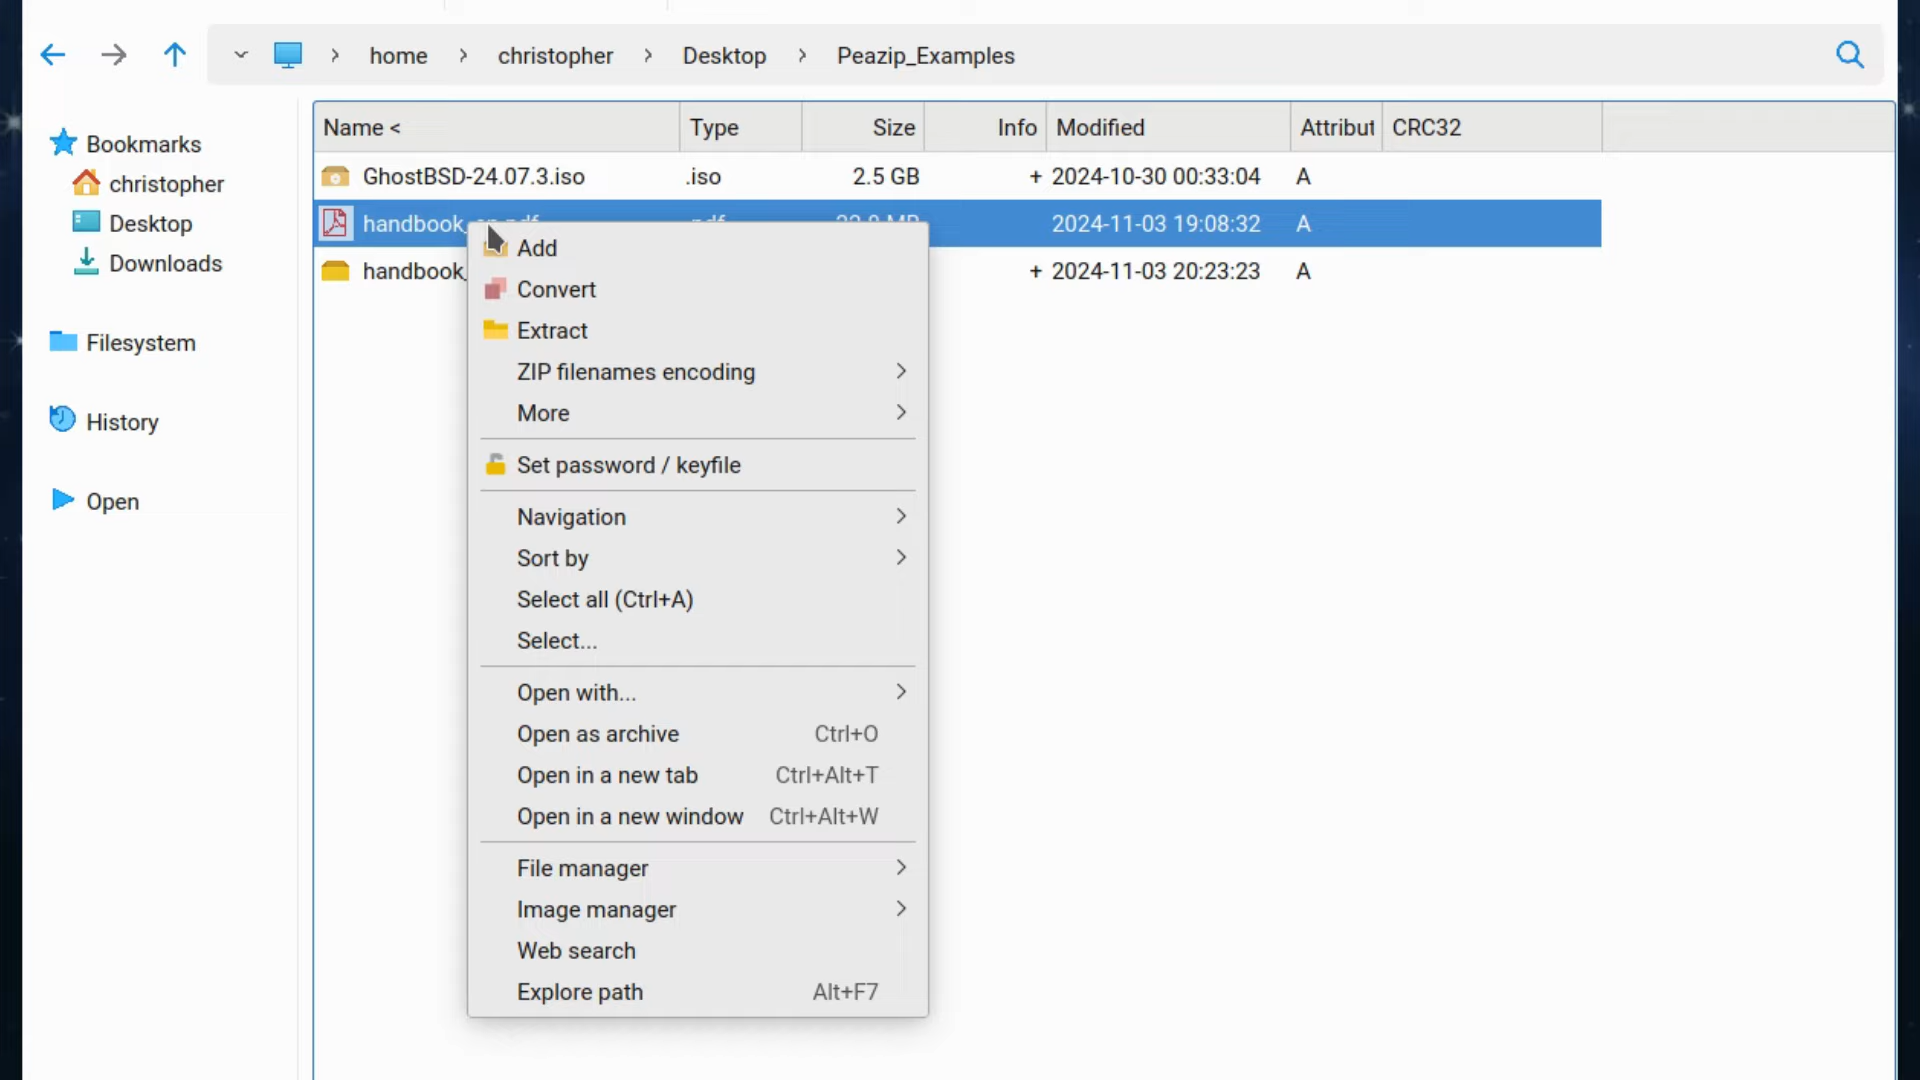 home > christopher > Desktop > Peazip_Examples
Bookmarks
christopher
Desktop
Downloads
Filesystem
History
Open
Name < Type Size Info Modified Attribut CRC32
GhostBSD-24.07.3.iso .iso 2.5 GB + 2024-10-30 00:33:04 A
2024-11-03 19:08:32 A
+ 2024-11-03 20:23:23 A
Add
Convert
Extract
ZIP filenames encoding >
More >
Set password / keyfile
Navigation >
Sort by >
Select all (Ctrl+A)
Select...
Open with... >
Open as archive Ctrl+O
Open in a new tab Ctrl+Alt+T
Open in a new window Ctrl+Alt+W
File manager >
Image manager >
Web search
Explore path Alt+F7